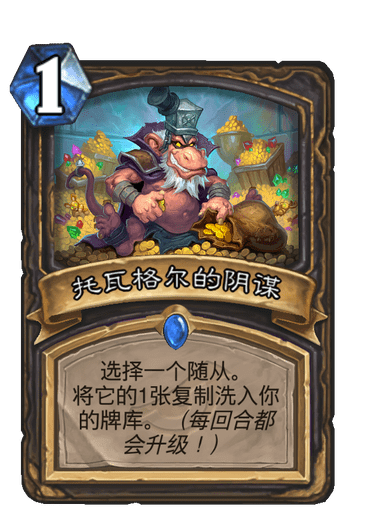 1
托瓦格尔的阴谋
选择一个随从。
将它的1张复制洗入你
的牌库。（每回合都
会升级！）